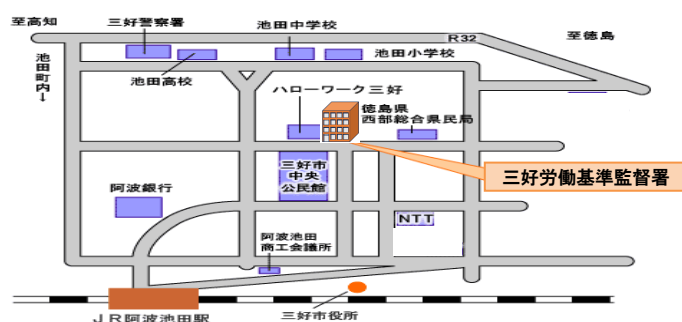 至高知
三好警察署
池田中学校
R32
至徳島
池田町内→
池田高校
池田小学校
ハローワーク三好
徳島県
西部総合県民局
三好市
中央
公民館
三好労働基準監督署
阿波銀行
NTT
阿波池田
商工会議所
JR阿波池田駅
三好市役所